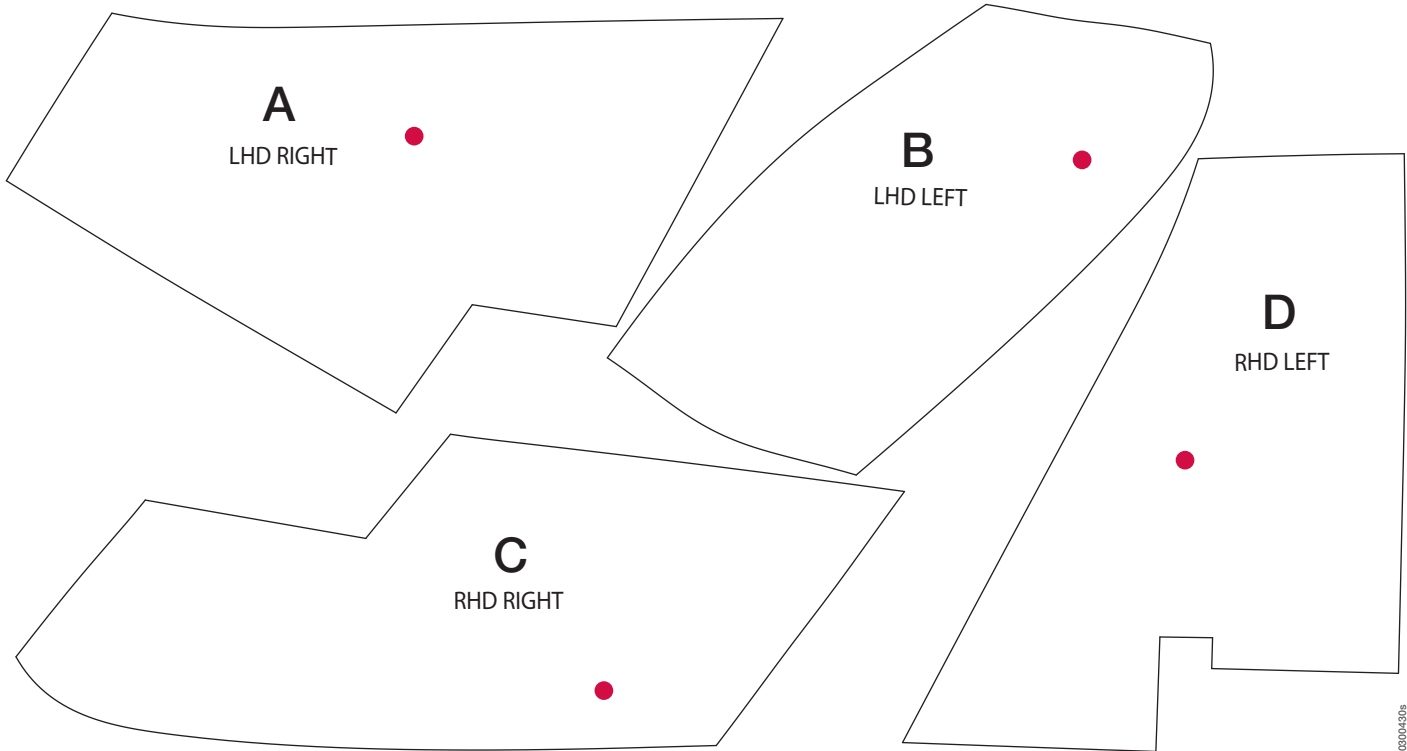 A
LHD RIGHT
B
LHD LEFT
D
RHD LEFT
C
RHD RIGHT
0300430s